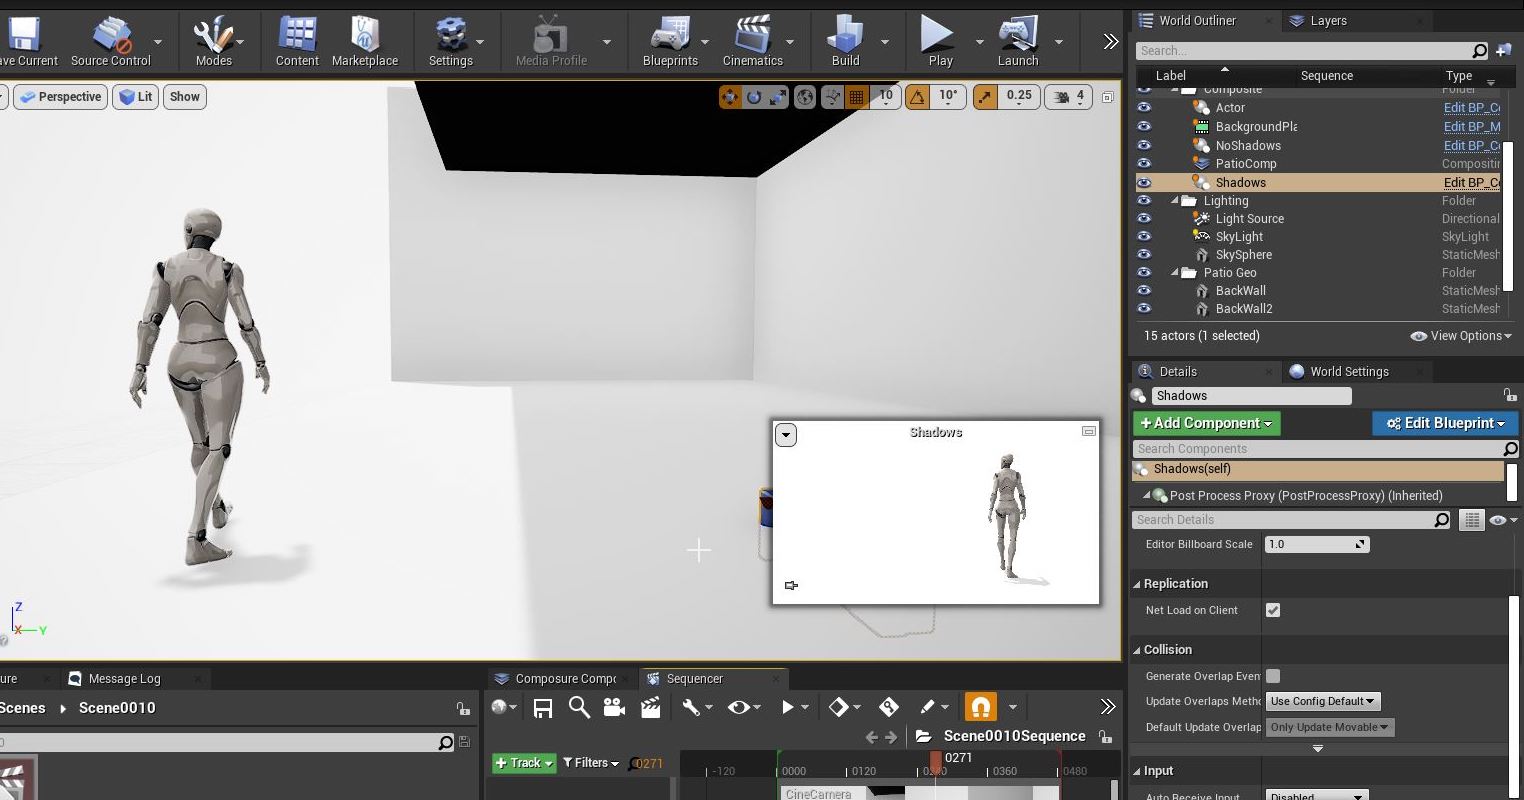 ave Current
Source Control
Modes
Content
Marketplace
Settings
Media Profile
Blueprints
Cinematics
Build
Play
Launch
Perspective
Lit
Show
10
10°
0.25
4
Shadows
Z
X
Y
World Outliner
Layers
Search...
Label
Sequence
Type
Composite
Folder
Actor
Edit BP_Co
BackgroundPla
Edit BP_M
NoShadows
Edit BP_Co
PatioComp
Compositin
Shadows
Edit BP_Co
Lighting
Folder
Light Source
Directional
SkyLight
SkyLight
SkySphere
StaticMesh
Patio Geo
Folder
BackWall
StaticMesh
BackWall2
StaticMesh
15 actors (1 selected)
View Options
Details
World Settings
Shadows
+Add Component
Edit Blueprint
Search Components
Shadows(self)
Post Process Proxy (PostProcessProxy) (Inherited)
Search Details
Editor Billboard Scale
1.0
Replication
Net Load on Client
Collision
Generate Overlap Even
Update Overlaps Metho
Use Config Default
Default Update Overlap
Only Update Movable
Input
Auto Receive Input
Disabled
ure
Message Log
Scenes
Scene0010
Composure Compo
Sequencer
Scene0010Sequence
+Track
Filters
0271
0271
-120
0000
0120
0360
0480
CineCamera